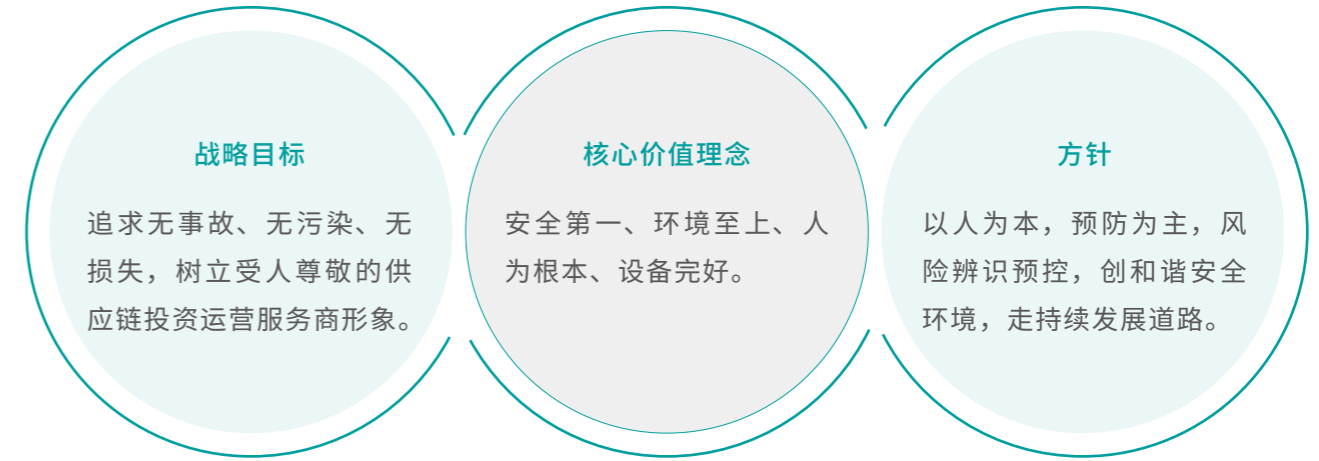 战略目标
追求无事故、无污染、无
损失，树立受人尊敬的供
应链投资运营服务商形象。
核心价值理念
安全第一、环境至上、人
为根本、设备完好。
方针
以人为本，预防为主，风
险辨识预控，创和谐安全
环境，走持续发展道路。